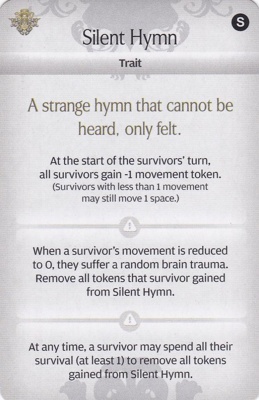 Silent Hymn
S
Trait
A strange hymn that cannot be
heard, only felt.
At the start of the survivors' turn,
all survivors gain -1 movement token.
(Survivors with less than 1 movement
may still move 1 space.)
When a survivor's movement is reduced
to 0, they suffer a random brain trauma.
Remove all tokens that survivor gained
from Silent Hymn.
At any time, a survivor may spend all their
survival (at least 1) to remove all tokens
gained from Silent Hymn.